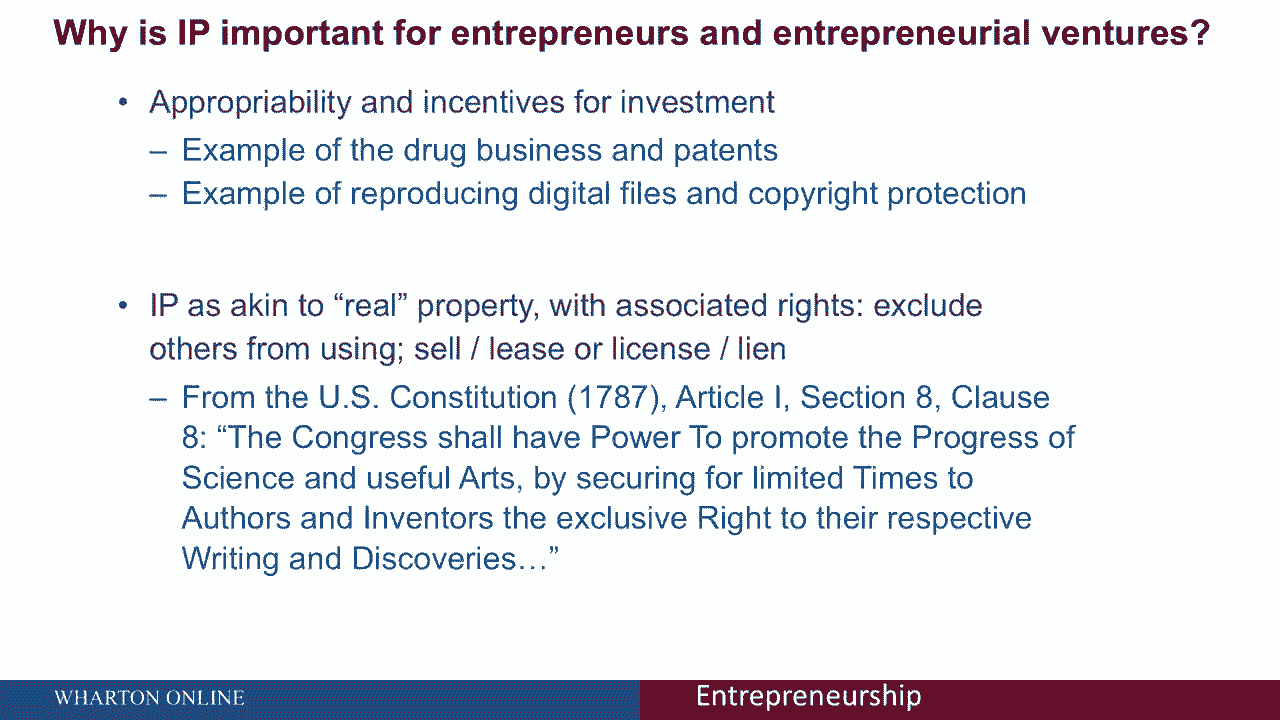 Why is IP important for entrepreneurs and entrepreneurial ventures?
• Appropriability and incentives for investment
– Example of the drug business and patents
– Example of reproducing digital files and copyright protection
• IP as akin to “real” property, with associated rights: exclude
others from using; sell / lease or license / lien
– From the U.S. Constitution (1787), Article I, Section 8, Clause
8: “The Congress shall have Power To promote the Progress of
Science and useful Arts, by securing for limited Times to
Authors and Inventors the exclusive Right to their respective
Writing and Discoveries…”
WHARTON ONLINE
Entrepreneurship